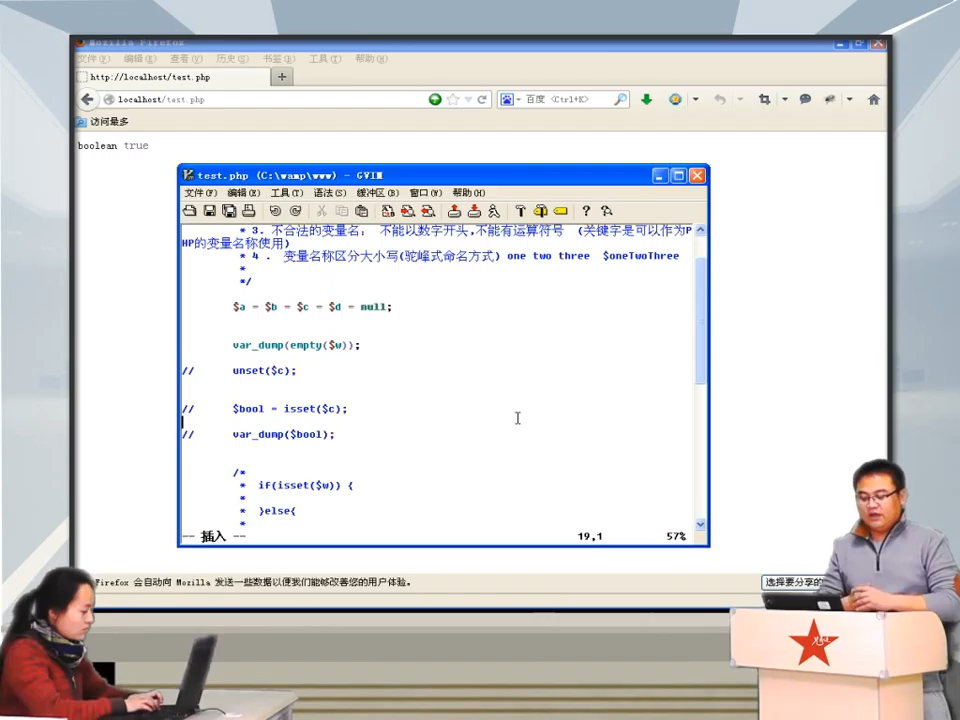 Mozilla Firefox
文件(F) 编辑(E) 查看(V) 历史(S) 书签(B) 工具(T) 帮助(H)
http://localhost/test.php +
localhost/test.php 百度 <Ctrl+K>
访问最多
boolean true
test.php (C:\wamp\www) - GVIM
文件(F) 编辑(E) 工具(T) 语法(S) 缓冲区(B) 窗口(W) 帮助(H)
* 3. 不合法的变量名: 不能以数字开头,不能有运算符号 (关键字是可以作为P
HP的变量名称使用)
* 4 . 变量名称区分大小写(驼峰式命名方式) one two three $oneTwoThree
*
*/
$a = $b = $c = $d = null;
var_dump(empty($w));
// unset($c);
// $bool = isset($c);
// var_dump($bool);
/*
* if(isset($w)) {
*
* }else{
*
-- 插入 -- 19,1 57%
Firefox 会自动向 Mozilla 发送一些数据以便我们能够改善您的用户体验。 选择要分享的